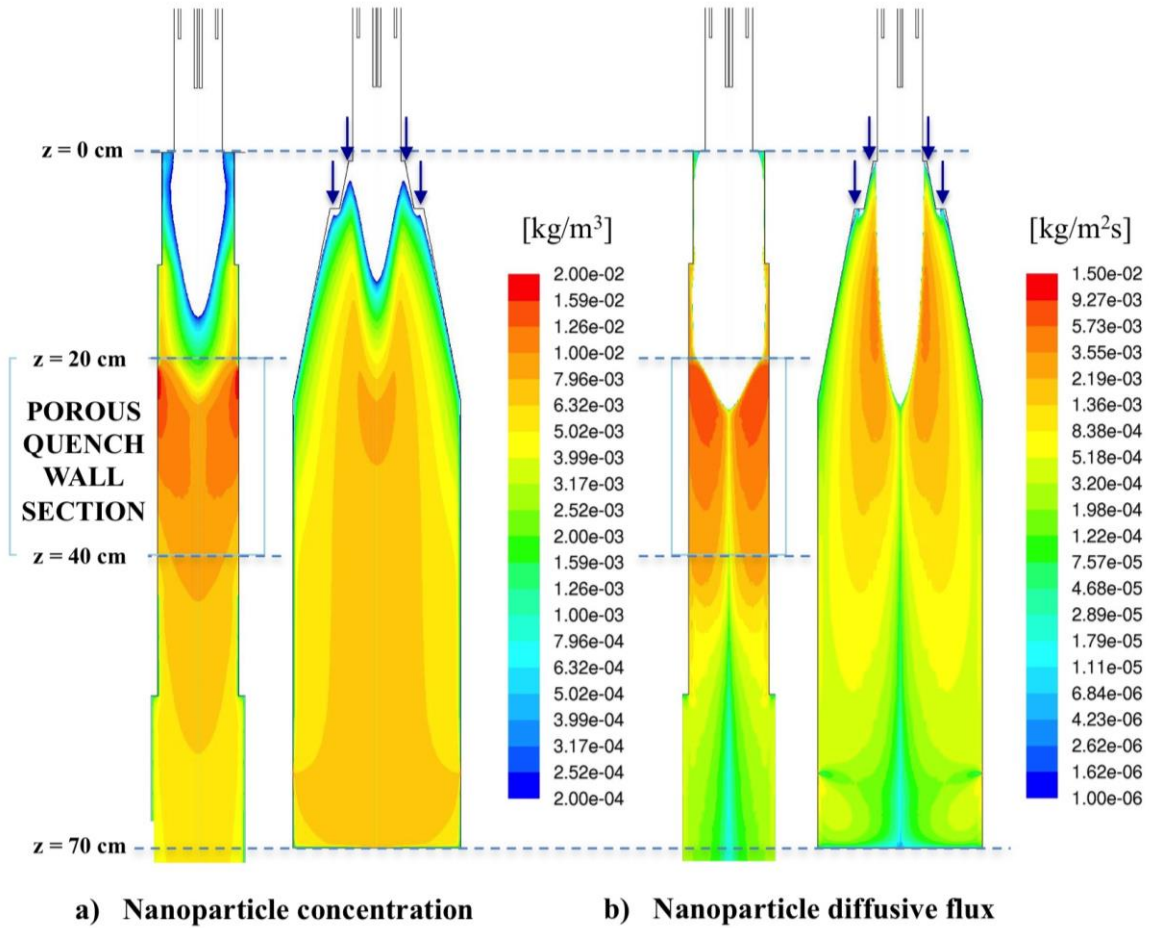 z = 0 cm
[kg/m³]
[kg/m²s]
2.00e-02
1.59e-02
1.26e-02
1.00e-02
7.96e-03
6.32e-03
5.02e-03
3.99e-03
3.17e-03
2.52e-03
2.00e-03
1.59e-03
1.26e-03
1.00e-03
7.96e-04
6.32e-04
5.02e-04
3.99e-04
3.17e-04
2.52e-04
2.00e-04
1.50e-02
9.27e-03
5.73e-03
3.55e-03
2.19e-03
1.36e-03
8.38e-04
5.18e-04
3.20e-04
1.98e-04
1.22e-04
7.57e-05
4.68e-05
2.89e-05
1.79e-05
1.11e-05
6.84e-06
4.23e-06
2.62e-06
1.62e-06
1.00e-06
z = 20 cm
POROUS
QUENCH
WALL
SECTION
z = 40 cm
z = 70 cm
a) Nanoparticle concentration
b) Nanoparticle diffusive flux